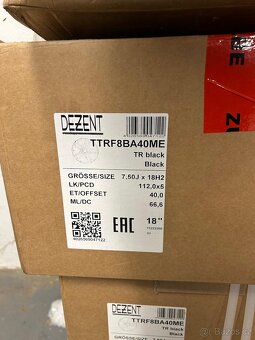 DEZENT
TTRF8BA40ME
TR black
Black
GRÖSSE/SIZE 7.50J x 18H2
LK/PCD 112,0x5
ET/OFFSET 40,0
ML/DC 66,6
EAC 18"
DEZENT
TTRF8BA40ME
TR black